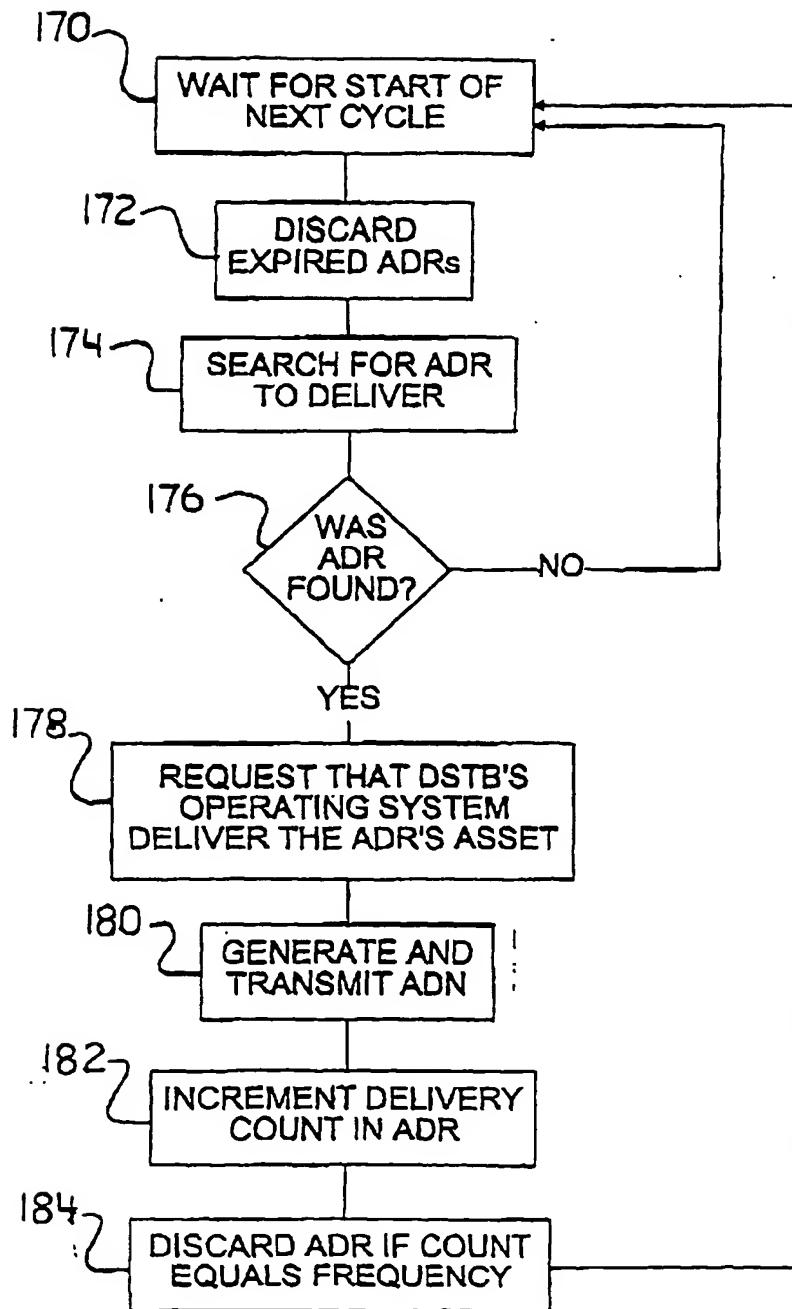 170
WAIT FOR START OF
NEXT CYCLE
172
DISCARD
EXPIRED ADRs
174
SEARCH FOR ADR
TO DELIVER
176
WAS
ADR
FOUND?
NO
YES
178
REQUEST THAT DSTB'S
OPERATING SYSTEM
DELIVER THE ADR'S ASSET
180
GENERATE AND
TRANSMIT ADN
182
INCREMENT DELIVERY
COUNT IN ADR
184
DISCARD ADR IF COUNT
EQUALS FREQUENCY